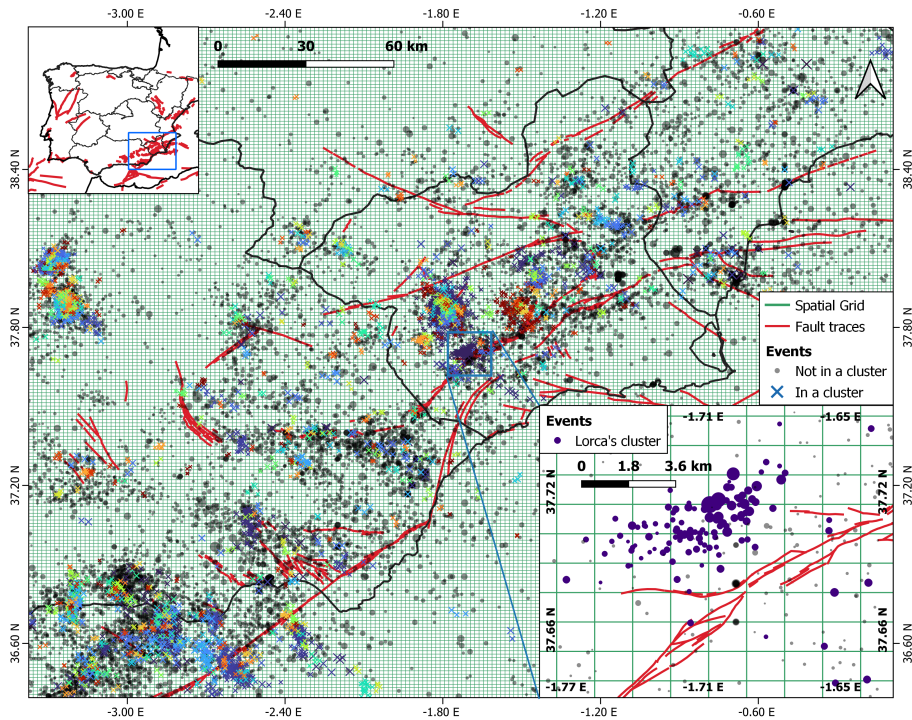 -3.00 E
-2.40 E
-1.80 E
-1.20 E
-0.60 E
0 30 60 km
38.40 N
38.40 N
37.80 N
37.80 N
37.20 N
37.20 N
36.60 N
36.60 N
Spatial Grid
Fault traces
Events
Not in a cluster
In a cluster
Events
Lorca's cluster
-1.71 E
-1.65 E
0 1.8 3.6 km
37.72 N
37.72 N
37.66 N
37.66 N
-1.77 E
-1.71 E
-1.65 E
-3.00 E
-2.40 E
-1.80 E
-1.20 E
-0.60 E